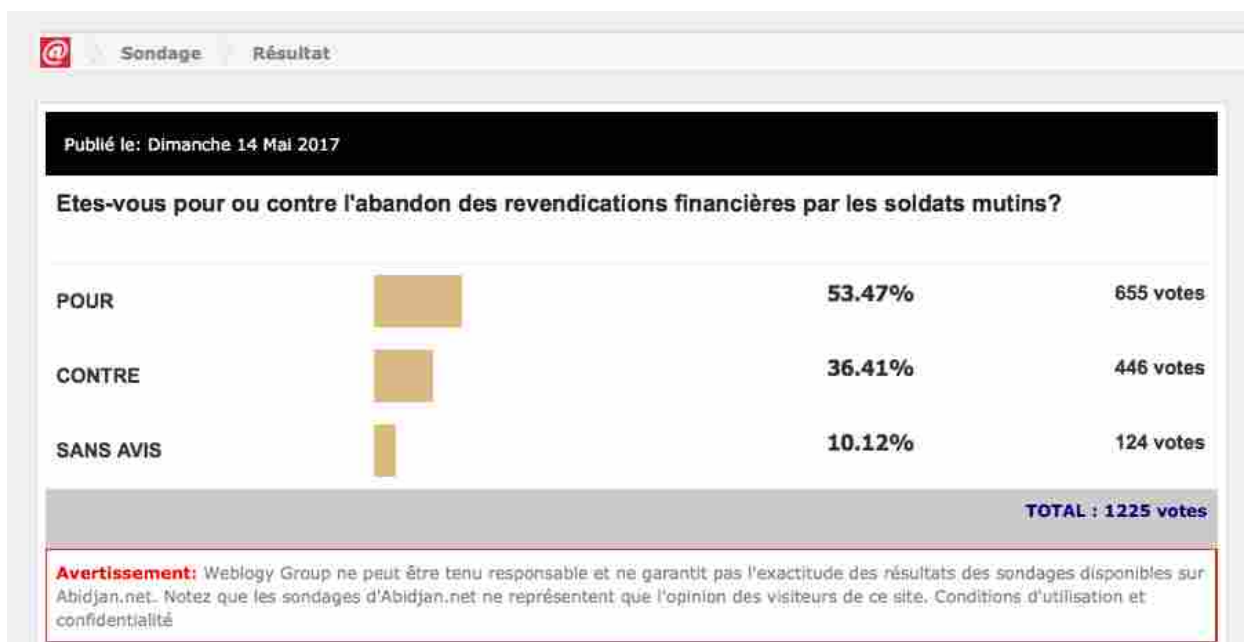 @ Sondage Résultat
Publié le: Dimanche 14 Mai 2017
Etes-vous pour ou contre l'abandon des revendications financières par les soldats mutins?
POUR 53.47% 655 votes
CONTRE 36.41% 446 votes
SANS AVIS 10.12% 124 votes
TOTAL : 1225 votes
Avertissement: Weblogy Group ne peut être tenu responsable et ne garantit pas l'exactitude des résultats des sondages disponibles sur
Abidjan.net. Notez que les sondages d'Abidjan.net ne représentent que l'opinion des visiteurs de ce site. Conditions d'utilisation et
confidentialité